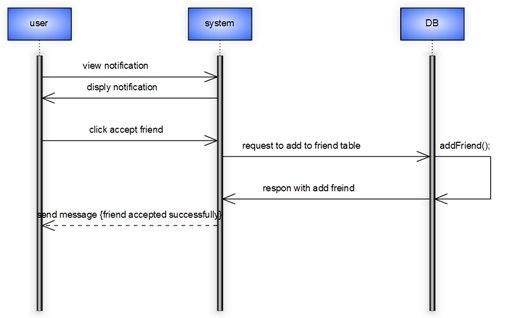 user
system
DB
view notification
disply notification
click accept friend
request to add to friend table
addFriend();
respon with add freind
send message {friend accepted successfully}